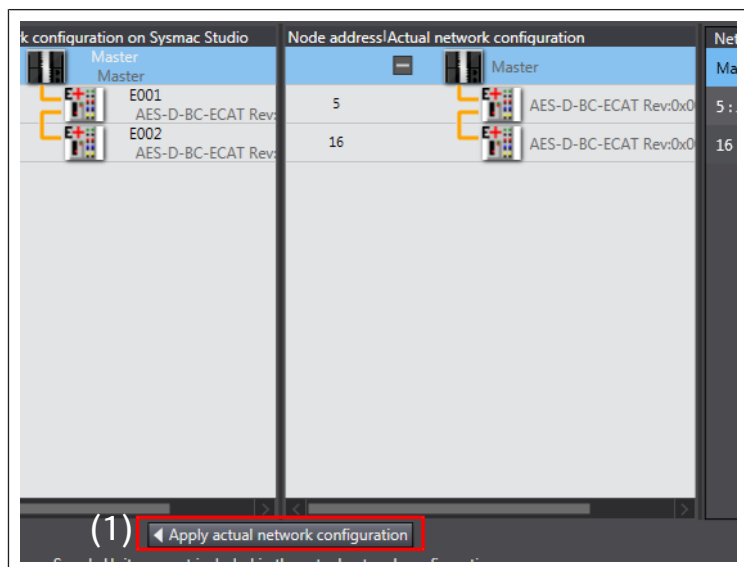 k configuration on Sysmac Studio
Master
Master
E001
AES-D-BC-ECAT Rev:
E002
AES-D-BC-ECAT Rev:
Node address Actual network configuration
Master
5 AES-D-BC-ECAT Rev:0x0
16 AES-D-BC-ECAT Rev:0x0
Net
Ma
5:
16
(1) Apply actual network configuration